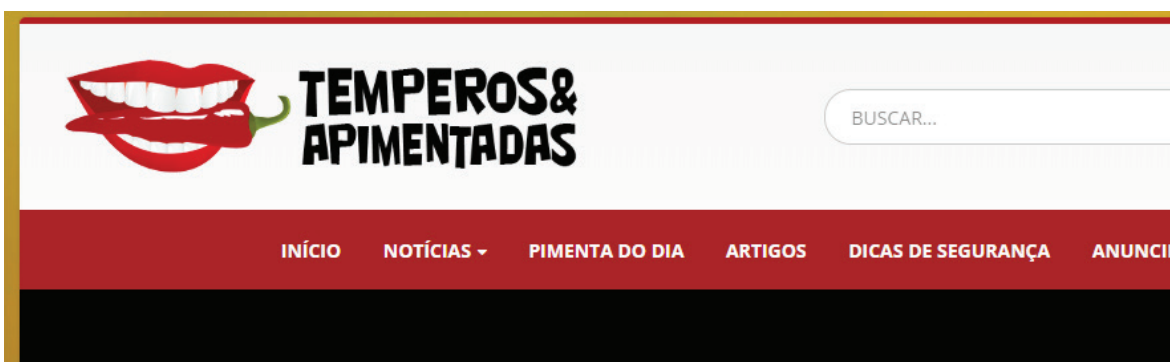 TEMPEROS&
APIMENTADAS
BUSCAR...
INÍCIO NOTÍCIAS PIMENTA DO DIA ARTIGOS DICAS DE SEGURANÇA